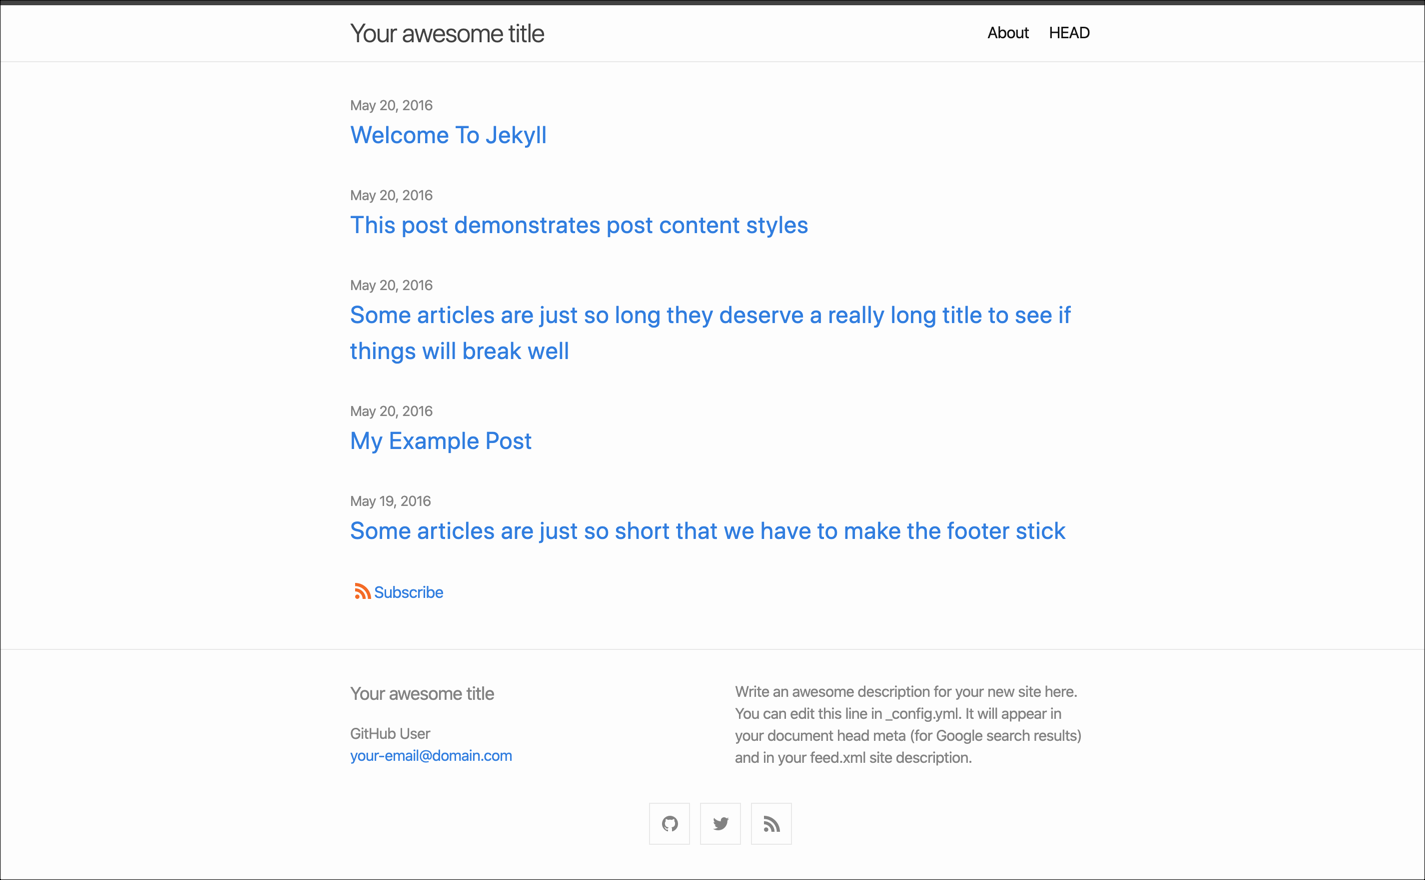 Your awesome title
About HEAD
May 20, 2016
Welcome To Jekyll
May 20, 2016
This post demonstrates post content styles
May 20, 2016
Some articles are just so long they deserve a really long title to see if
things will break well
May 20, 2016
My Example Post
May 19, 2016
Some articles are just so short that we have to make the footer stick
Subscribe
Your awesome title
GitHub User
your-email@domain.com
Write an awesome description for your new site here.
You can edit this line in _config.yml. It will appear in
your document head meta (for Google search results)
and in your feed.xml site description.